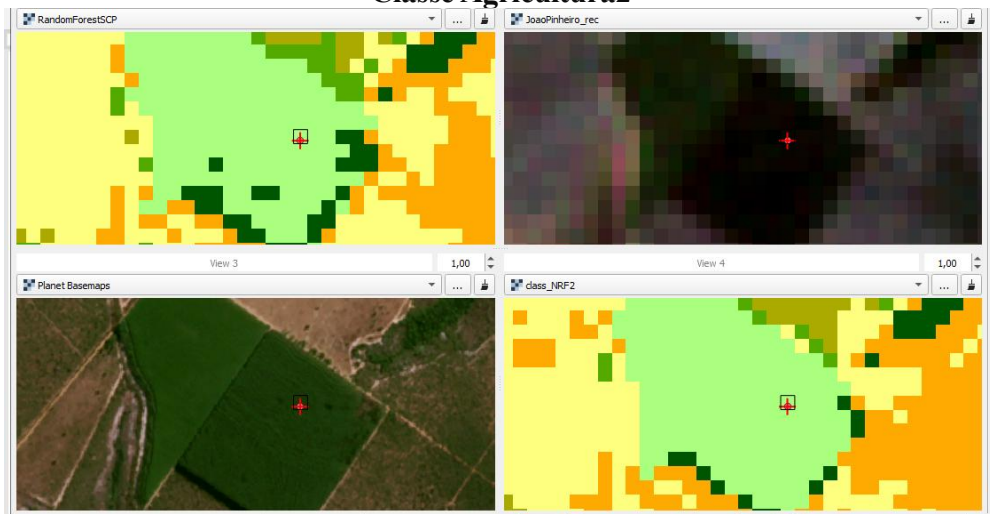 Classe Agricultura2
RandomForestSCP
...
JoaoPinheiro_rec
...
View 3
1,00
View 4
1,00
Planet Basemaps
...
class_NRF2
...